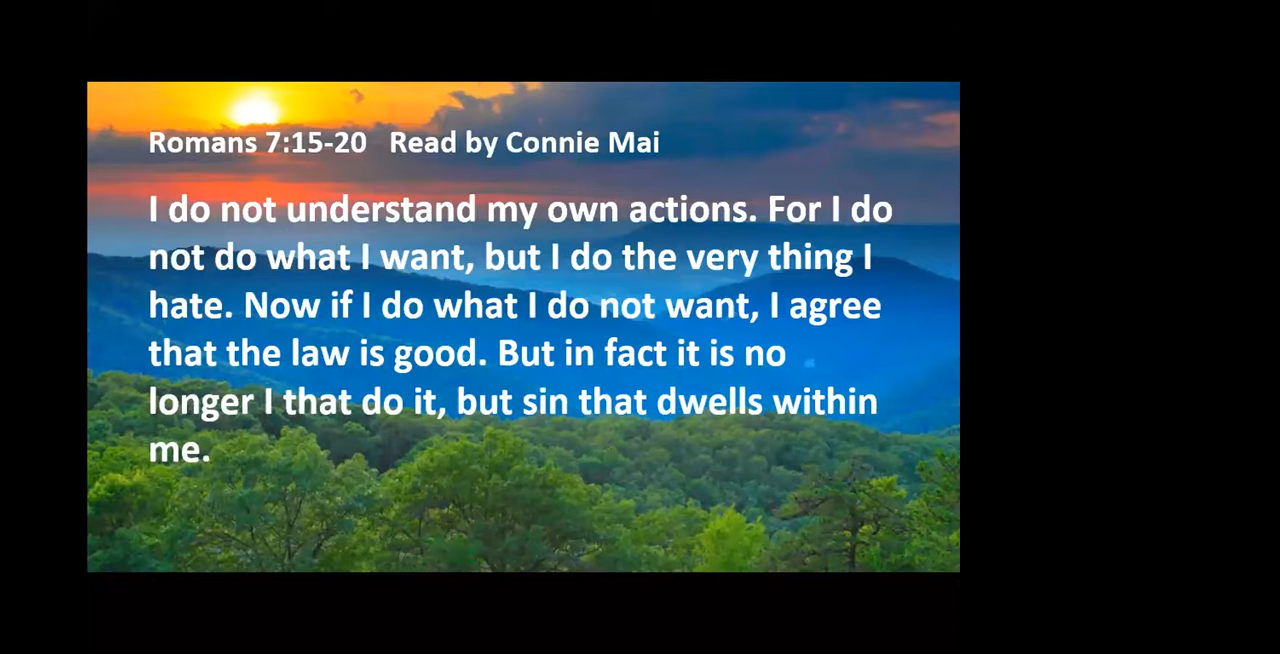 Romans 7:15-20   Read by Connie Mai
I do not understand my own actions. For I do
not do what I want, but I do the very thing I
hate. Now if I do what I do not want, I agree
that the law is good. But in fact it is no
longer I that do it, but sin that dwells within
me.